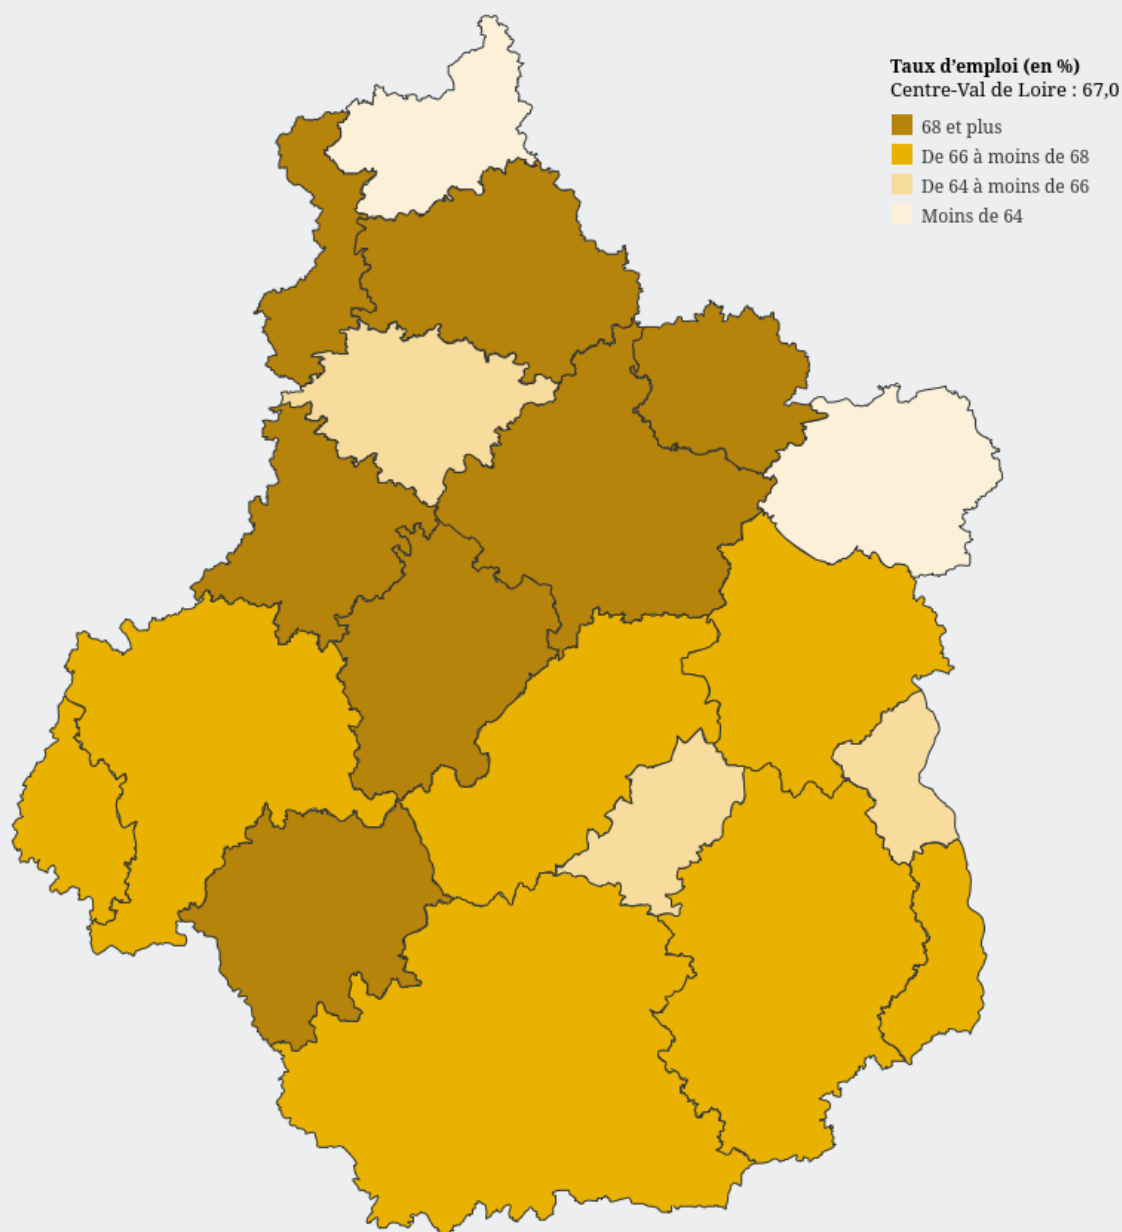 Taux d'emploi (en %)
Centre-Val de Loire : 67,0
68 et plus
De 66 à moins de 68
De 64 à moins de 66
Moins de 64